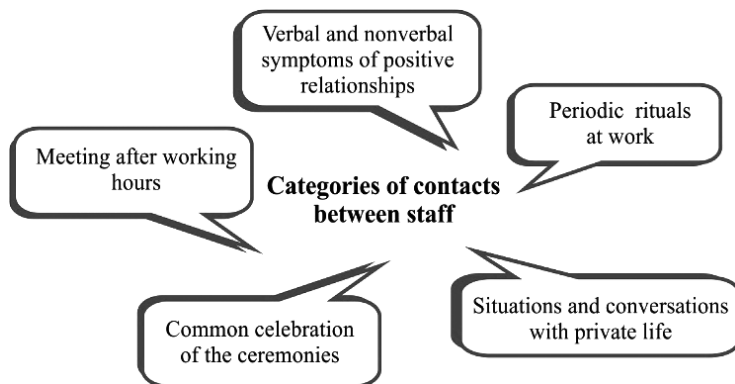 Verbal and nonverbal
symptoms of positive
relationships
Periodic rituals
at work
Meeting after working
hours
Categories of contacts
between staff
Situations and conversations
with private life
Common celebration
of the ceremonies